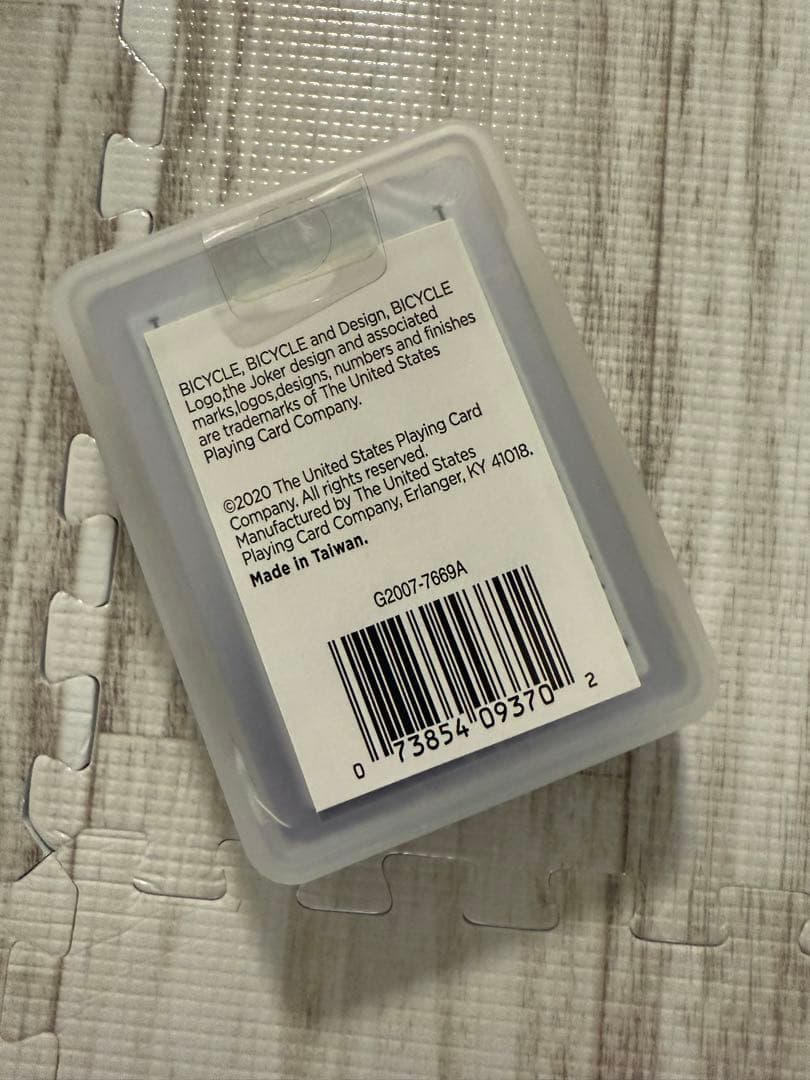 BICYCLE, BICYCLE and Design, BICYCLE
Logo,the Joker design and associated
marks,logos,designs, numbers and finishes
are trademarks of The United States
Playing Card Company.
©2020 The United States Playing Card
Company. All rights reserved.
Manufactured by The United States
Playing Card Company, Erlanger, KY 41018.
Made in Taiwan.
G2007-7669A
0 73854 09370 2